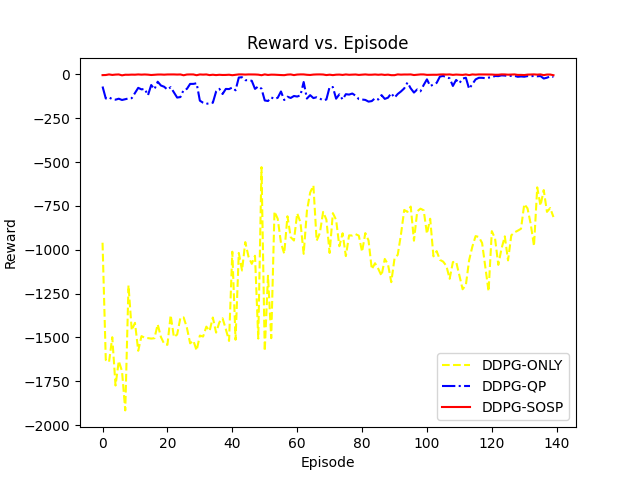 Reward vs. Episode
0
−250
−500
−750
−1000
−1250
−1500
−1750
−2000
Reward
DDPG-ONLY
DDPG-QP
DDPG-SOSP
0 20 40 60 80 100 120 140
Episode